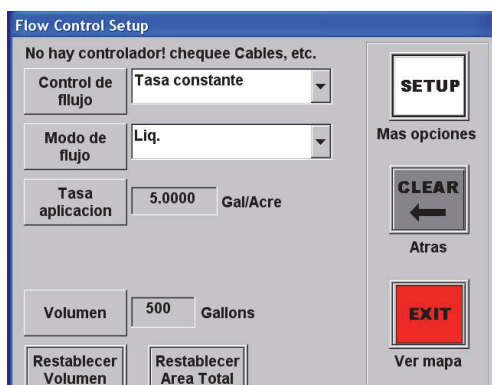 Flow Control Setup
No hay controlador! chequee Cables, etc.
Control de
fllujo
Tasa constante
Modo de
flujo
Liq.
Tasa
aplicacion
5.0000
Gal/Acre
Volumen
500
Gallons
Restablecer
Volumen
Restablecer
Area Total
SETUP
Mas opciones
CLEAR
Atras
EXIT
Ver mapa